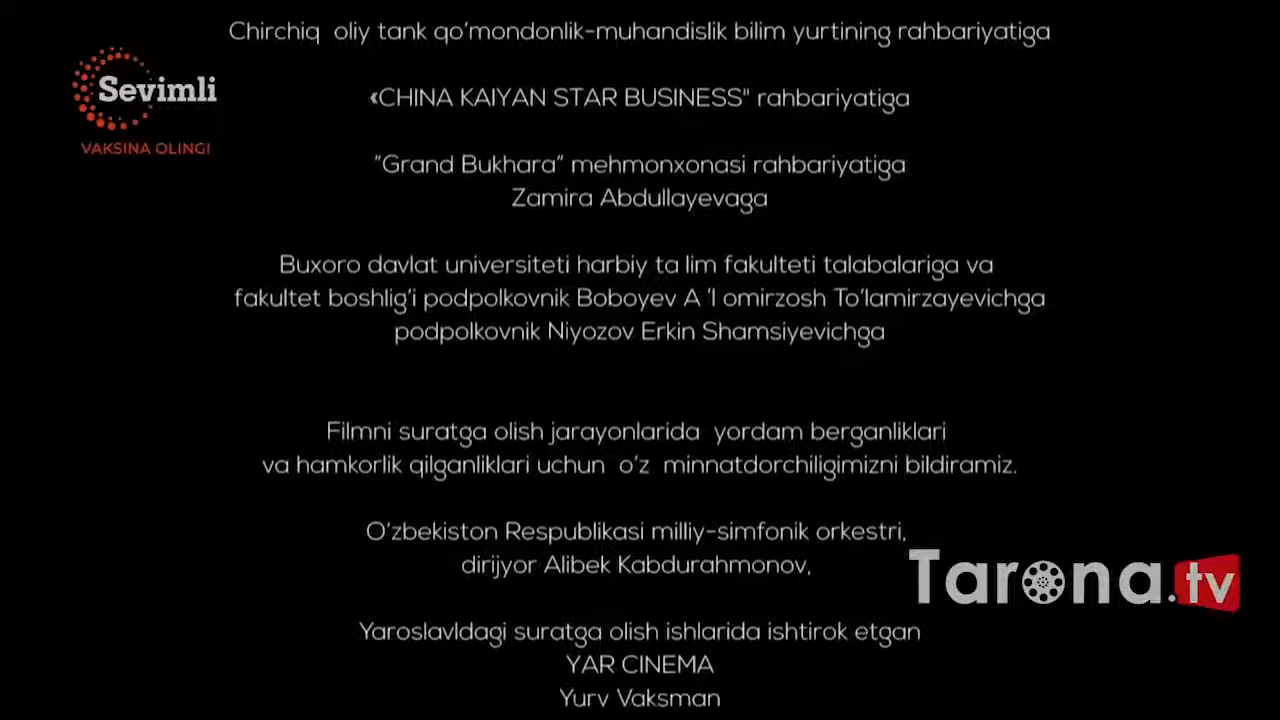 Chirchiq oliy tank qo‘mondonlik-muhandislik bilim yurtining rahbariyatiga
Sevimli
VAKSINA OLINGI
«CHINA KAIYAN STAR BUSINESS" rahbariyatiga
“Grand Bukhara” mehmonxonasi rahbariyatiga
Zamira Abdullayevaga
Buxoro davlat universiteti harbiy ta lim fakulteti talabalariga va
fakultet boshlig‘i podpolkovnik Boboyev A ‘l omirzosh To‘lamirzayevichga
podpolkovnik Niyozov Erkin Shamsiyevichga
Filmni suratga olish jarayonlarida yordam berganliklari
va hamkorlik qilganliklari uchun o‘z minnatdorchiligimizni bildiramiz.
O‘zbekiston Respublikasi milliy-simfonik orkestri,
dirijyor Alibek Kabdurahmonov,
Tarona.tv
Yaroslavldagi suratga olish ishlarida ishtirok etgan
YAR CINEMA
Yurv Vaksman